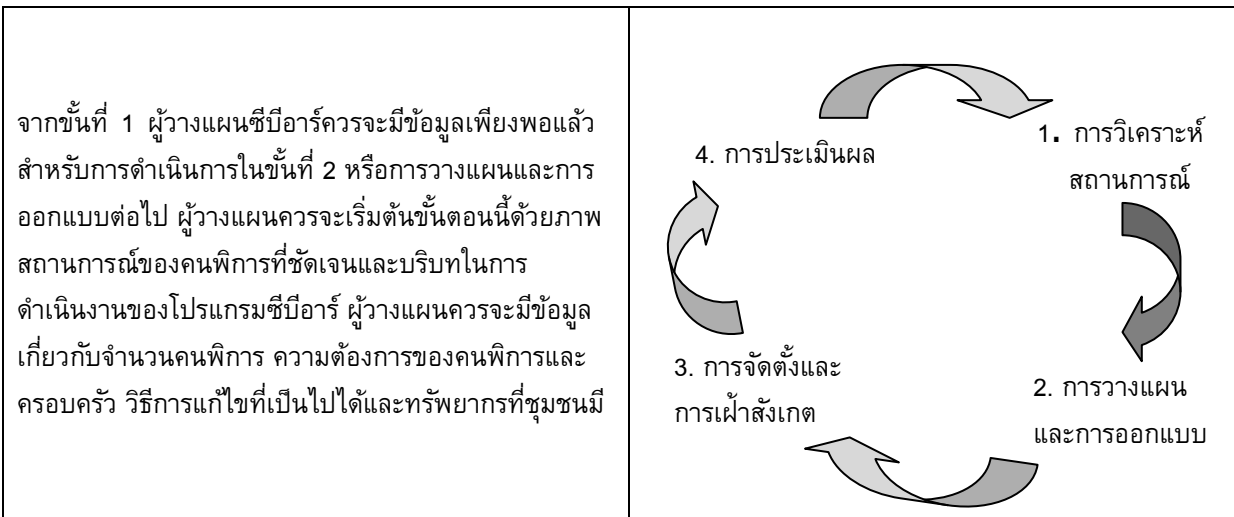 จากขั้นที่ 1 ผู้วางแผนซีบีอาร์ควรจะมีข้อมูลเพียงพอแล้ว
สำหรับการดำเนินการในขั้นที่ 2 หรือการวางแผนและการ
ออกแบบต่อไป ผู้วางแผนควรจะเริ่มต้นขั้นตอนนี้ด้วยภาพ
สถานการณ์ของคนพิการที่ชัดเจนและบริบทในการ
ดำเนินงานของโปรแกรมซีบีอาร์ ผู้วางแผนควรจะมีข้อมูล
เกี่ยวกับจำนวนคนพิการ ความต้องการของคนพิการและ
ครอบครัว วิธีการแก้ไขที่เป็นไปได้และทรัพยากรที่ชุมชนมี
1. การวิเคราะห์
สถานการณ์
2. การวางแผน
และการออกแบบ
3. การจัดตั้งและ
การเฝ้าสังเกต
4. การประเมินผล